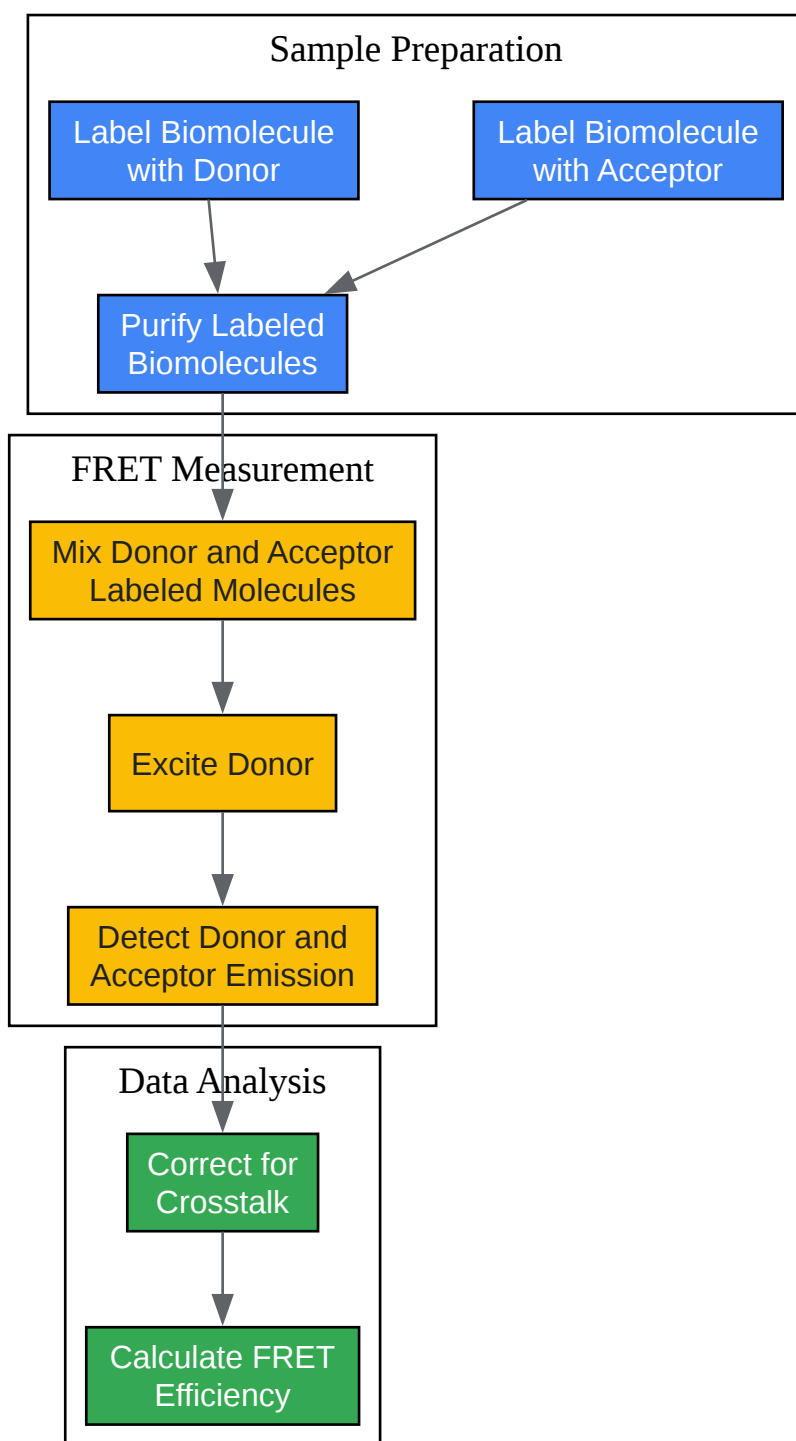 Sample Preparation
Label Biomolecule
with Donor
Label Biomolecule
with Acceptor
Purify Labeled
Biomolecules
FRET Measurement
Mix Donor and Acceptor
Labeled Molecules
Excite Donor
Detect Donor and
Acceptor Emission
Data Analysis
Correct for
Crosstalk
Calculate FRET
Efficiency